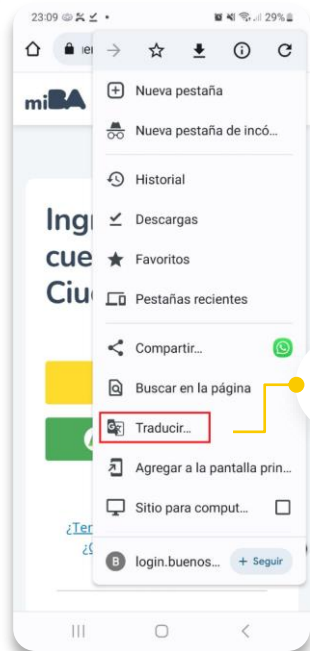 23:09
29%
miBA
Nueva pestaña
Nueva pestaña de incó...
Historial
Descargas
Ing
cue
Ciu
Favoritos
Pestañas recientes
Compartir...
Buscar en la página
Traducir...
Agregar a la pantalla prin...
Sitio para comput...
¿Ter
B login.buenos... + Seguir